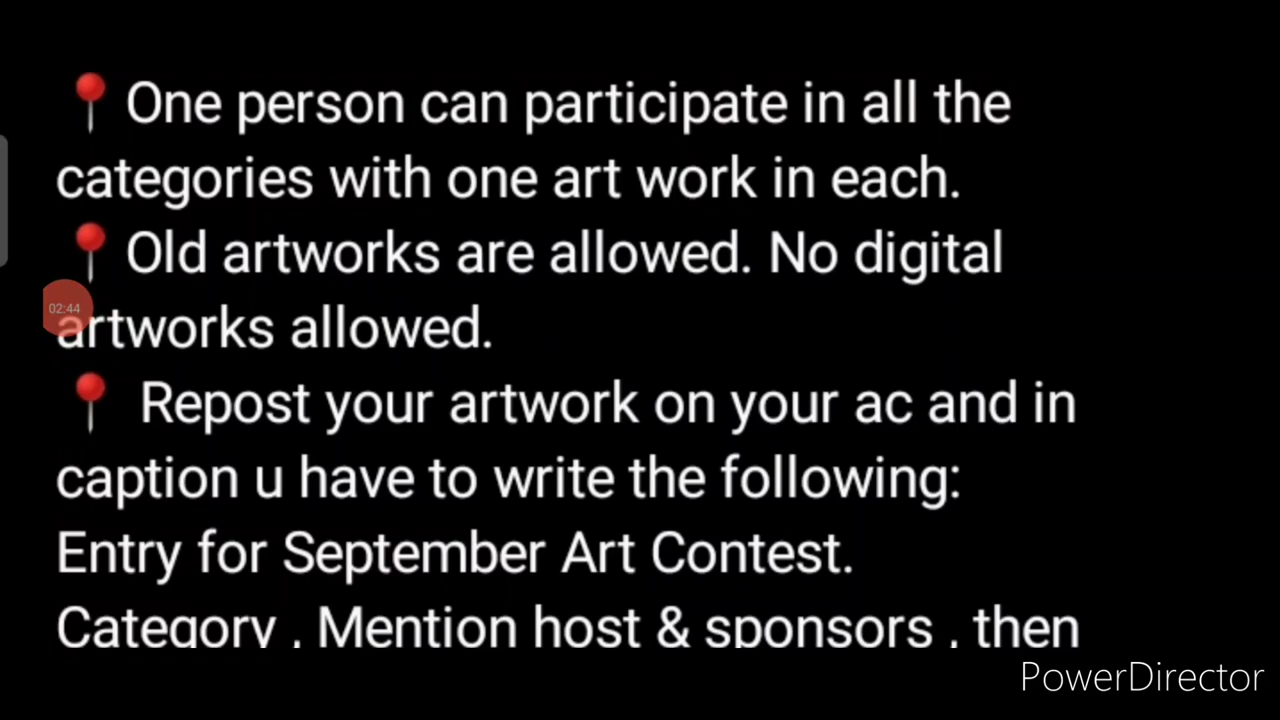 📍 One person can participate in all the
categories with one art work in each.
📍 Old artworks are allowed. No digital
02:44
artworks allowed.
📍 Repost your artwork on your ac and in
caption u have to write the following:
Entry for September Art Contest.
Category , Mention host & sponsors , then
PowerDirector